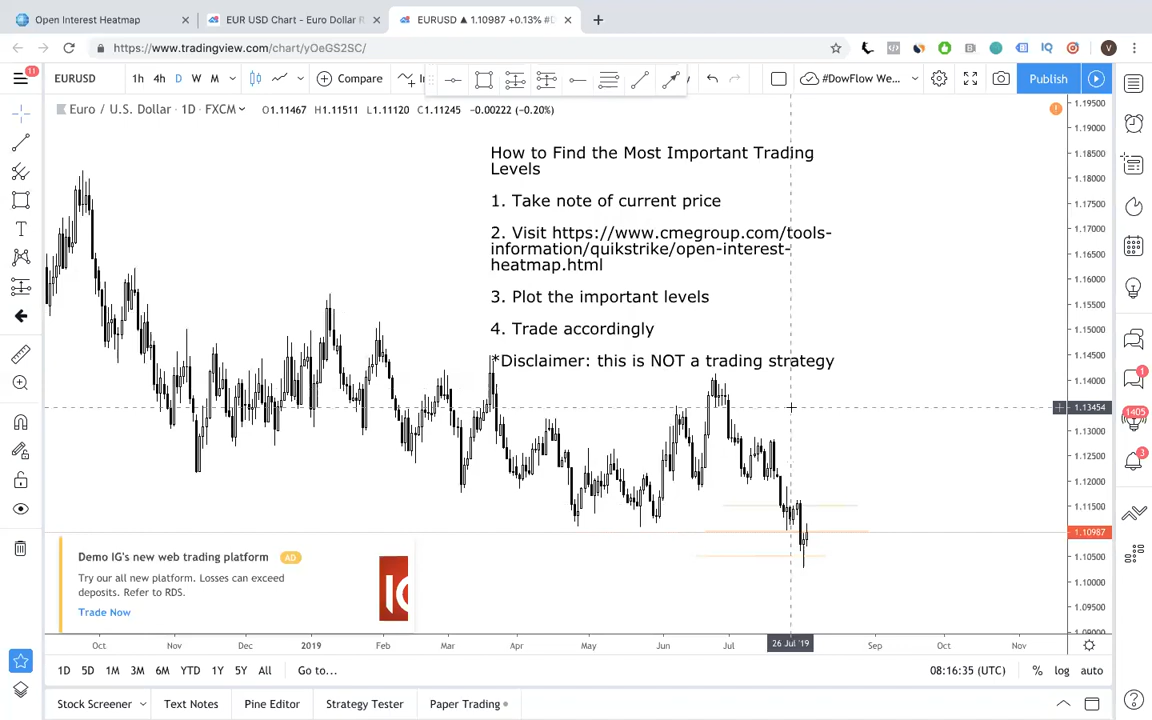 Open Interest Heatmap
EUR USD Chart - Euro Dollar R
EURUSD ▲ 1.10987 +0.13% #D
https://www.tradingview.com/chart/yOeGS2SC/
IQ
V
11
EURUSD
1h 4h D W M
Compare
#DowFlow We...
Publish
Euro / U.S. Dollar · 1D · FXCM
O1.11467 H1.11511 L1.11120 C1.11245 -0.00222 (-0.20%)
How to Find the Most Important Trading
Levels
1. Take note of current price
2. Visit https://www.cmegroup.com/tools-
information/quikstrike/open-interest-
heatmap.html
3. Plot the important levels
4. Trade accordingly
*Disclaimer: this is NOT a trading strategy
1.19500
1.19000
1.18500
1.18000
1.17500
1.17000
1.16500
1.16000
1.15500
1.15000
1.14500
1.14000
1.13454
1.13000
1.12500
1.12000
1.11500
1.10987
1.10500
1.10000
1.09500
1.09000
1
1405
3
Demo IG's new web trading platform AD
Try our all new platform. Losses can exceed
deposits. Refer to RDS.
Trade Now
Oct Nov Dec 2019 Feb Mar Apr May Jun Jul 26 Jul '19 Sep Oct Nov
1D 5D 1M 3M 6M YTD 1Y 5Y All Go to...
08:16:35 (UTC) % log auto
Stock Screener Text Notes Pine Editor Strategy Tester Paper Trading